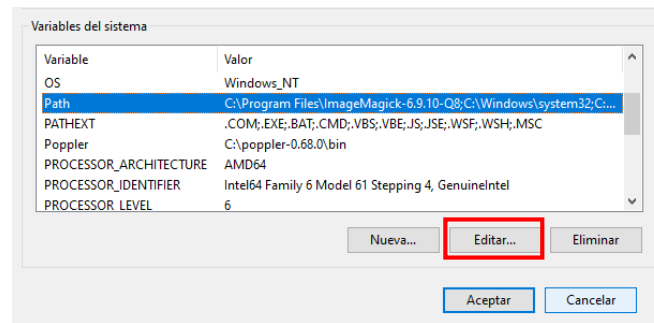 Variables del sistema
Variable Valor
OS Windows_NT
Path C:\Program Files\ImageMagick-6.9.10-Q8;C:\Windows\system32;C:...
PATHEXT .COM;.EXE;.BAT;.CMD;.VBS;.VBE;.JS;.JSE;.WSF;.WSH;.MSC
Poppler C:\poppler-0.68.0\bin
PROCESSOR_ARCHITECTURE AMD64
PROCESSOR_IDENTIFIER Intel64 Family 6 Model 61 Stepping 4, GenuineIntel
PROCESSOR_LEVEL 6
Nueva... Editar... Eliminar
Aceptar Cancelar